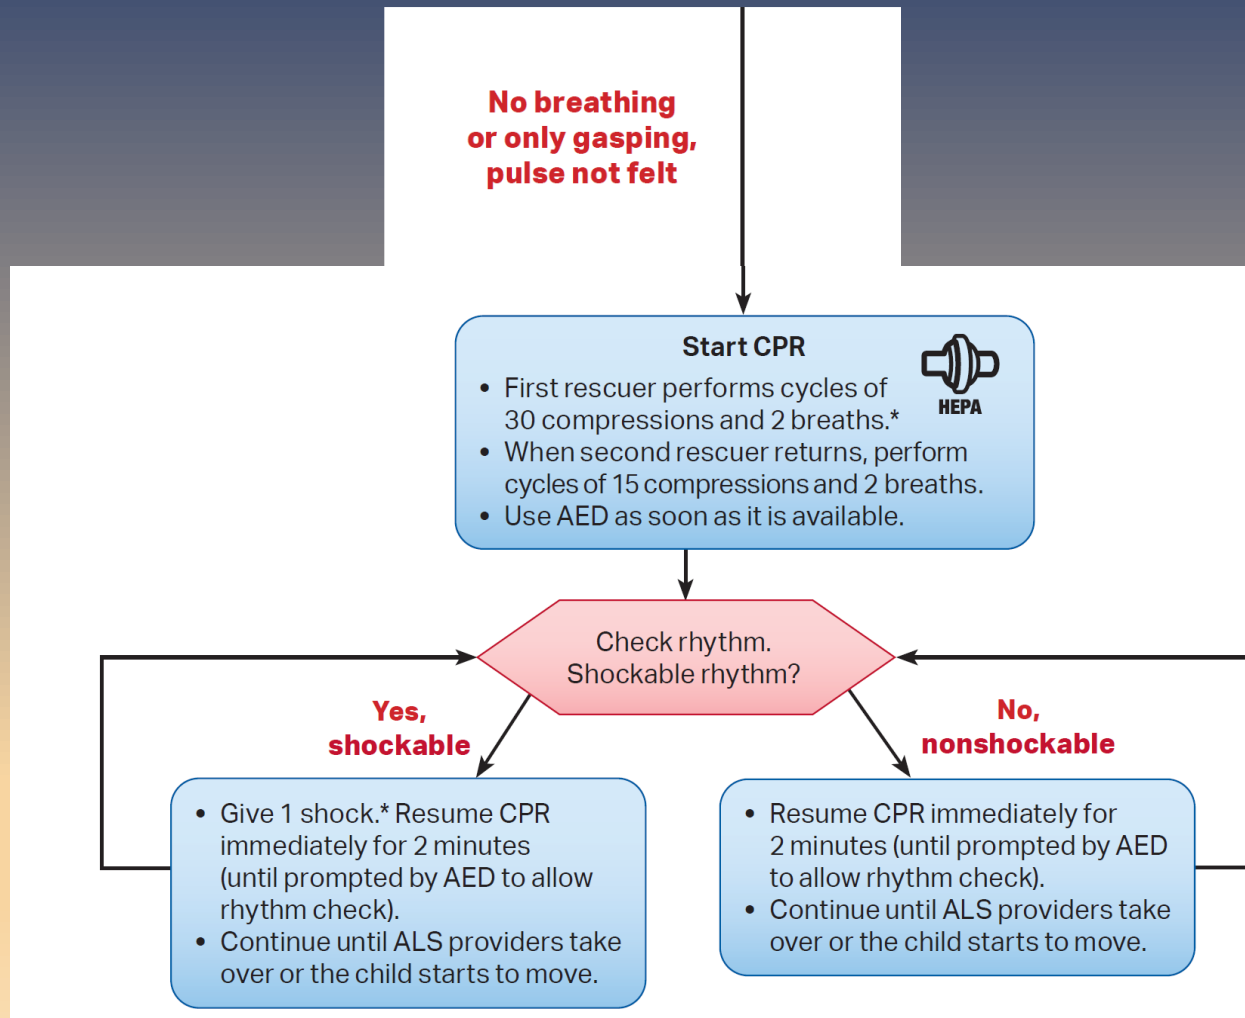 No breathing
or only gasping,
pulse not felt
Start CPR
HEPA
• First rescuer performs cycles of
30 compressions and 2 breaths.*
• When second rescuer returns, perform
cycles of 15 compressions and 2 breaths.
• Use AED as soon as it is available.
Check rhythm.
Shockable rhythm?
Yes,
shockable
No,
nonshockable
• Give 1 shock.* Resume CPR
immediately for 2 minutes
(until prompted by AED to allow
rhythm check).
• Continue until ALS providers take
over or the child starts to move.
• Resume CPR immediately for
2 minutes (until prompted by AED
to allow rhythm check).
• Continue until ALS providers take
over or the child starts to move.